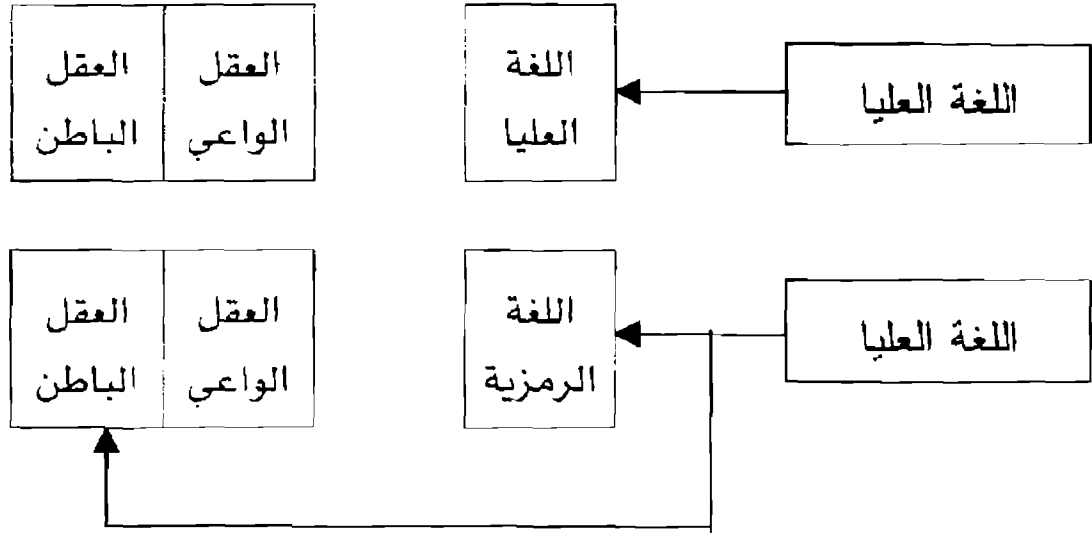 اللغة العليا
اللغة
العليا
العقل
الواعي
العقل
الباطن
اللغة العليا
اللغة
الرمزية
العقل
الواعي
العقل
الباطن